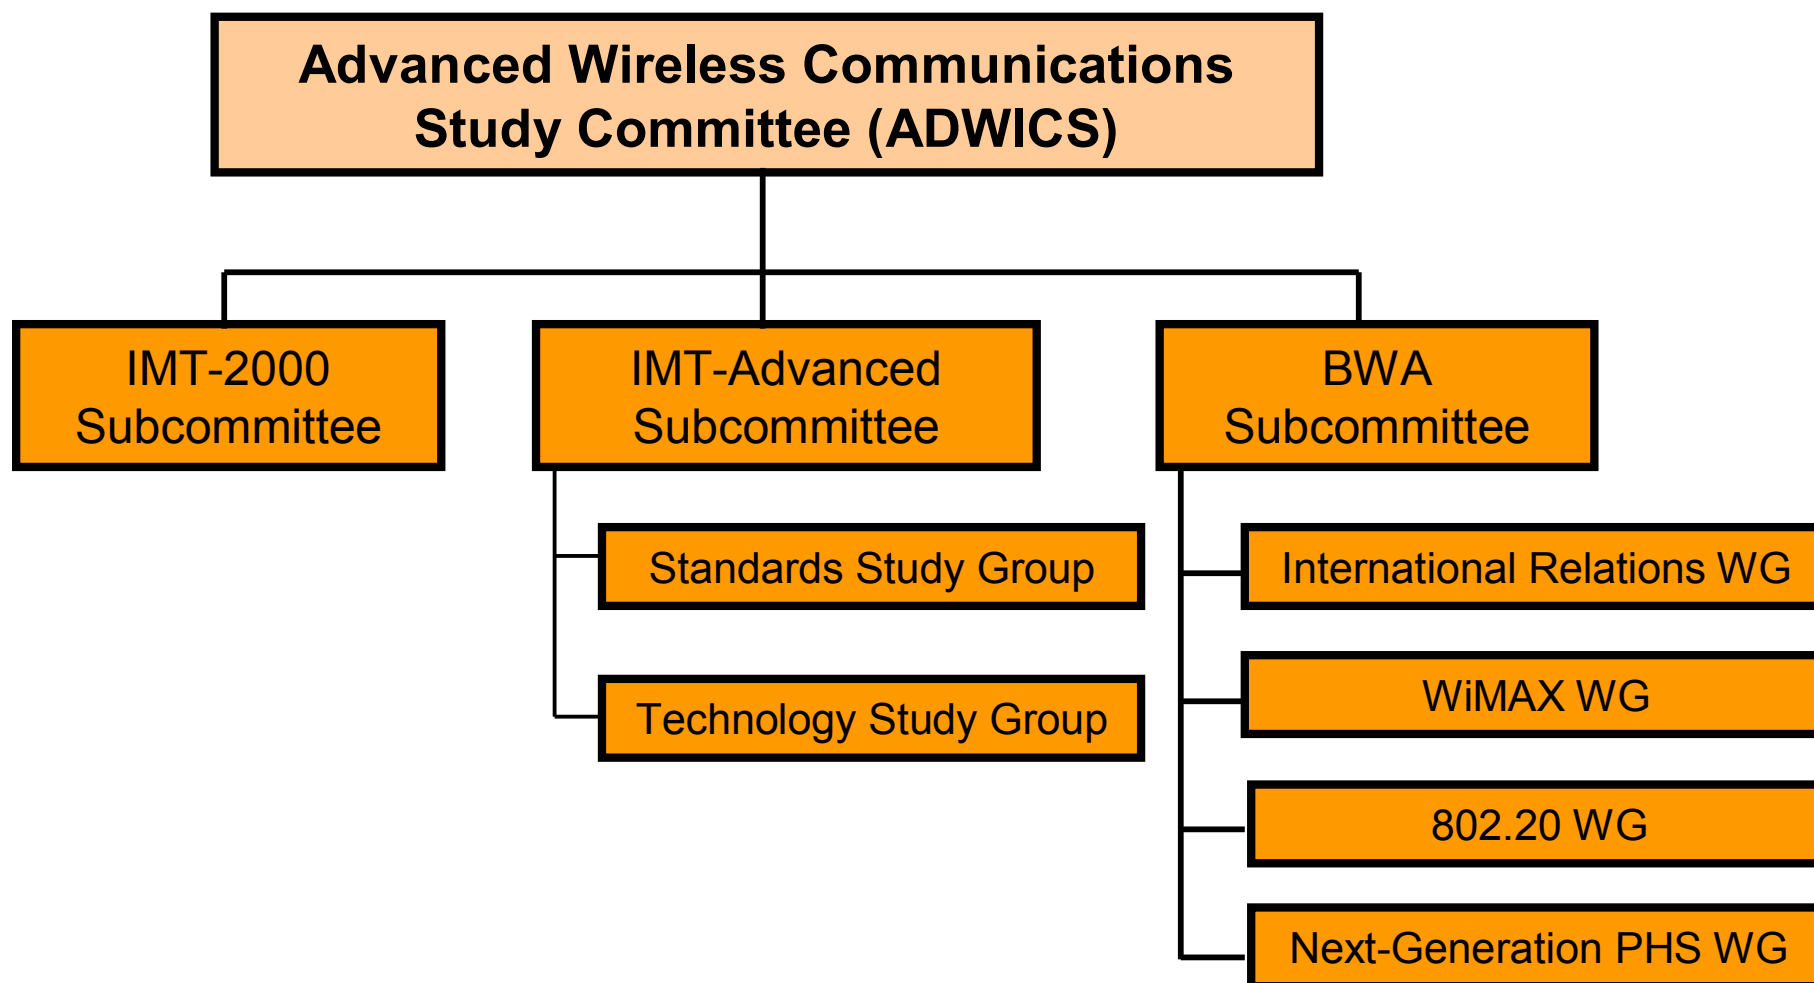 Advanced Wireless Communications
Study Committee (ADWICS)
IMT-2000
Subcommittee
IMT-Advanced
Subcommittee
BWA
Subcommittee
Standards Study Group
Technology Study Group
International Relations WG
WiMAX WG
802.20 WG
Next-Generation PHS WG